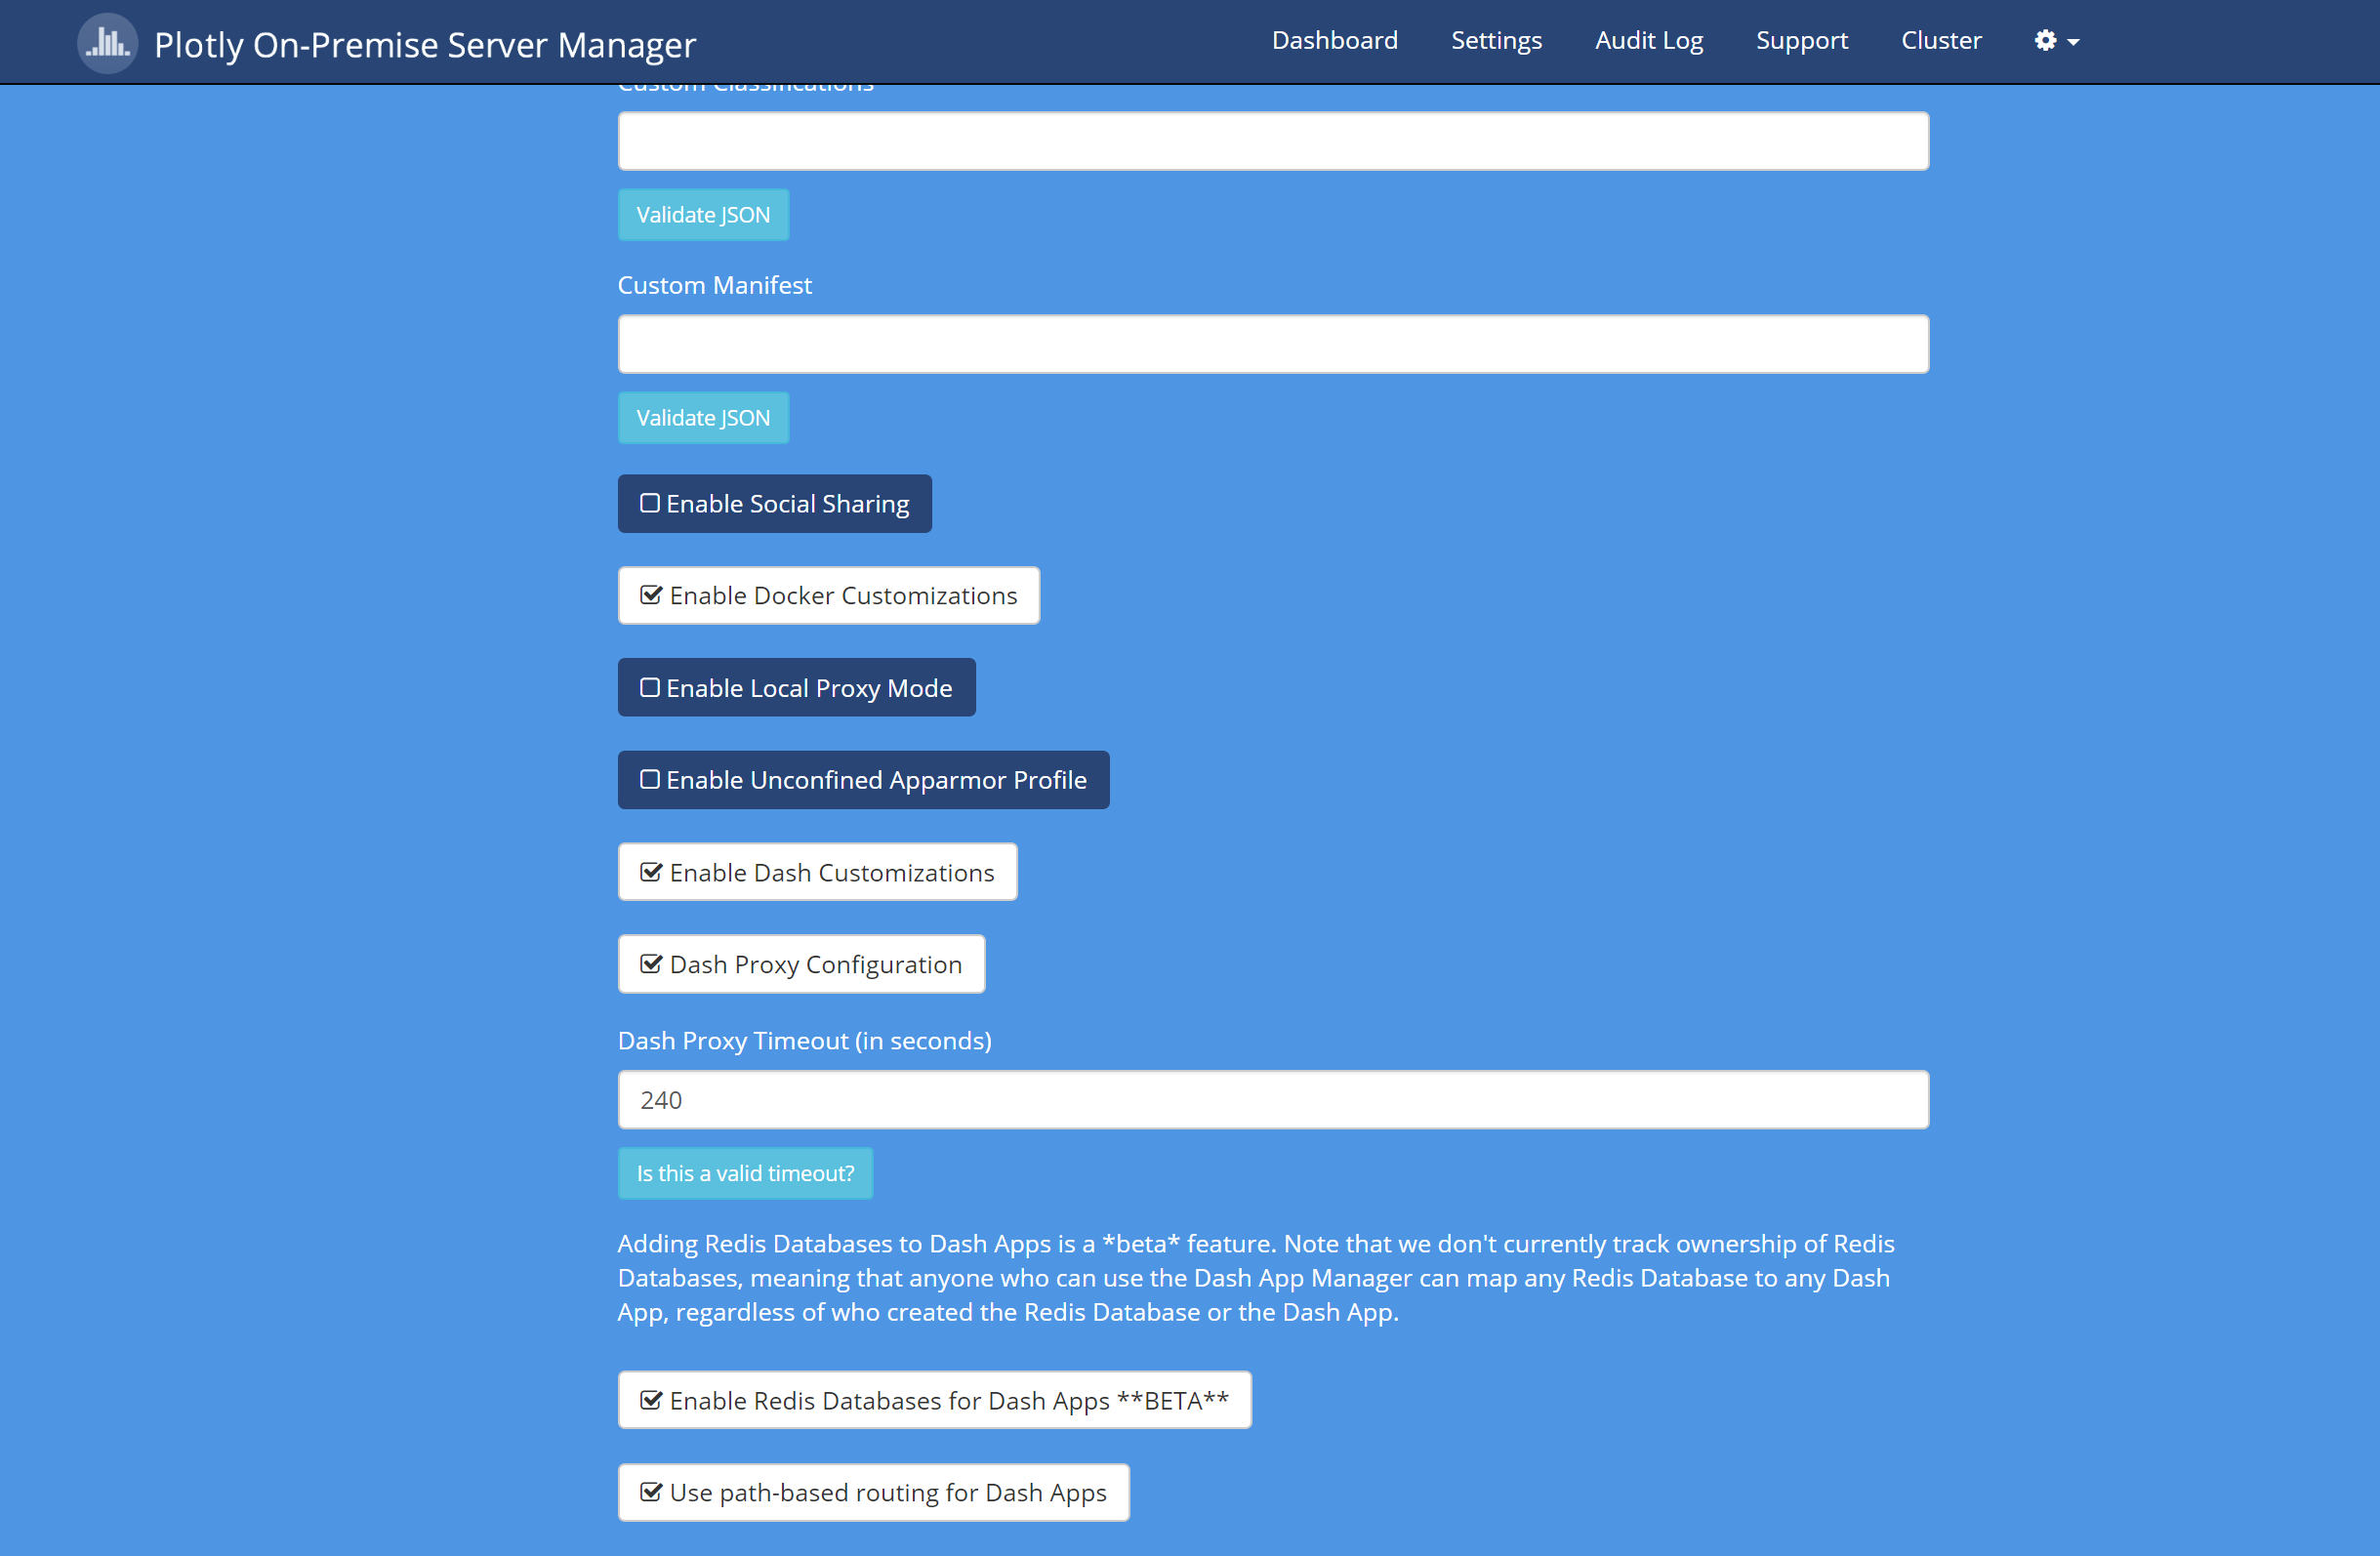 Plotly On-Premise Server Manager
Dashboard
Settings
Audit Log
Support
Cluster
Custom Classifications
Validate JSON
Custom Manifest
Validate JSON
Enable Social Sharing
Enable Docker Customizations
Enable Local Proxy Mode
Enable Unconfined Apparmor Profile
Enable Dash Customizations
Dash Proxy Configuration
Dash Proxy Timeout (in seconds)
240
Is this a valid timeout?
Adding Redis Databases to Dash Apps is a *beta* feature. Note that we don't currently track ownership of Redis
Databases, meaning that anyone who can use the Dash App Manager can map any Redis Database to any Dash
App, regardless of who created the Redis Database or the Dash App.
Enable Redis Databases for Dash Apps **BETA**
Use path-based routing for Dash Apps